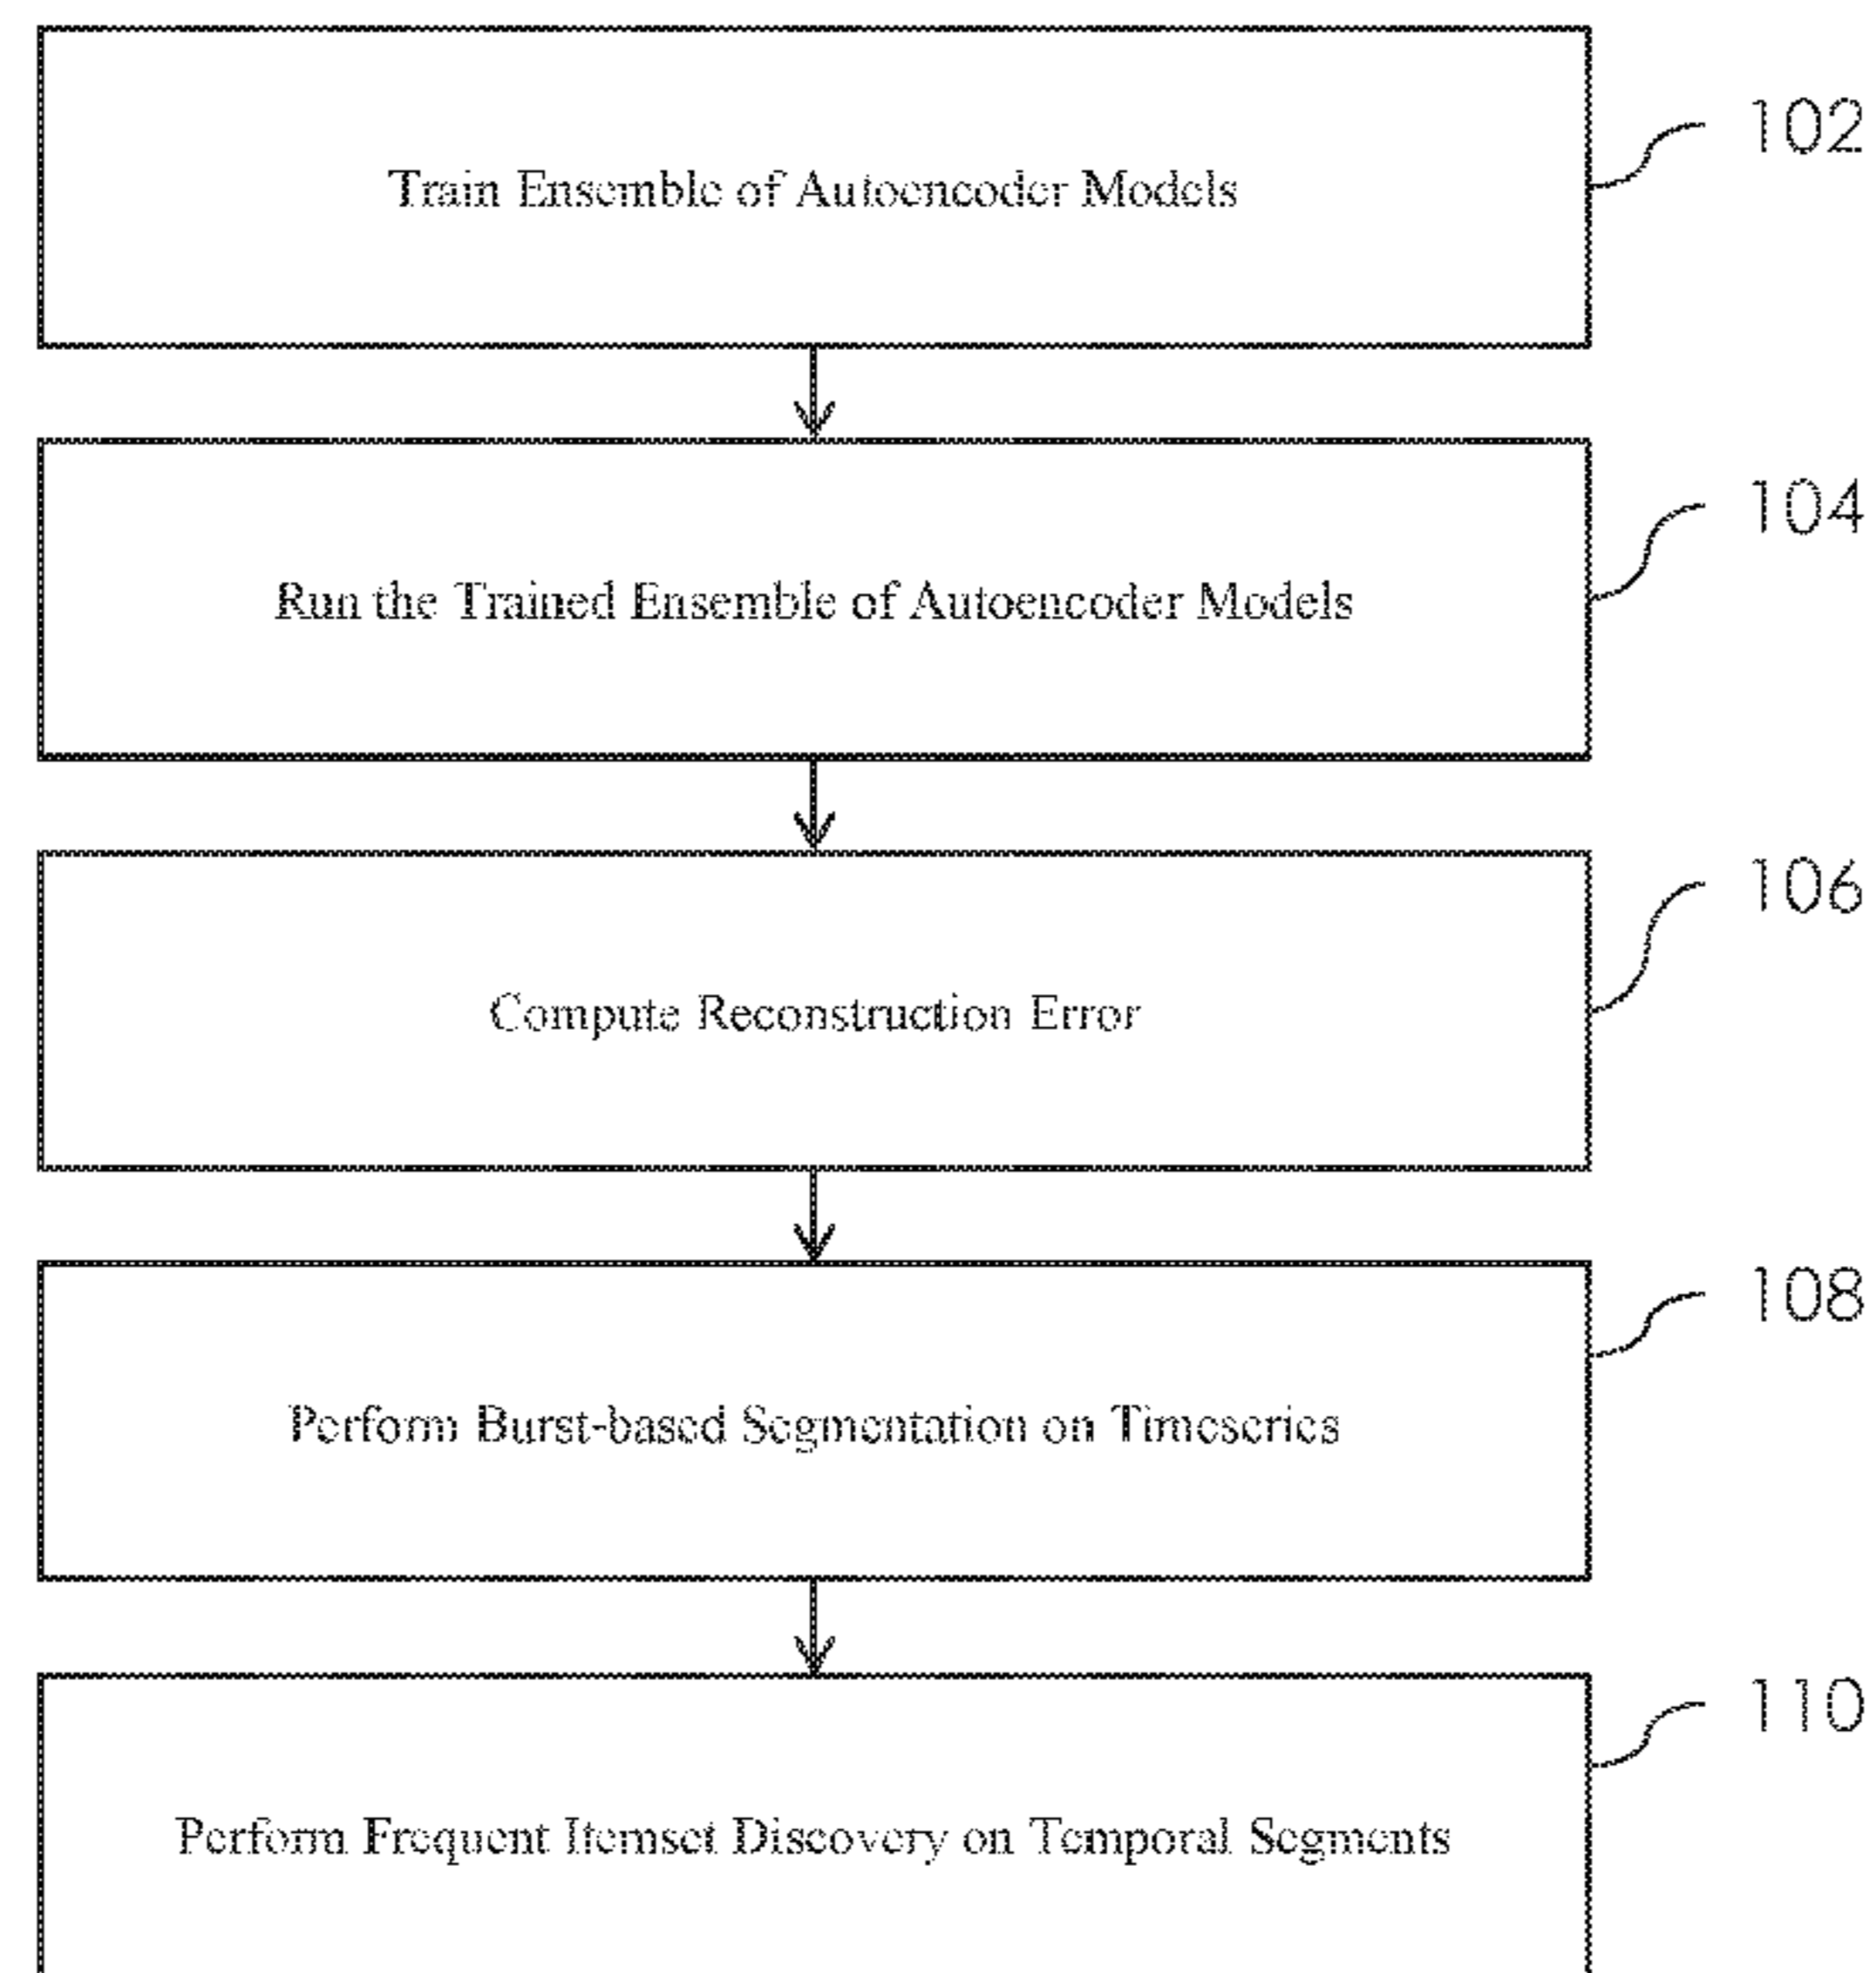 Train Ensemble of Autoencoder Models
102
Run the Trained Ensemble of Autoencoder Models
104
Compute Reconstruction Error
106
Perform Burst-based Segmentation on Timeseries
108
Perform Frequent Itemset Discovery on Temporal Segments
110